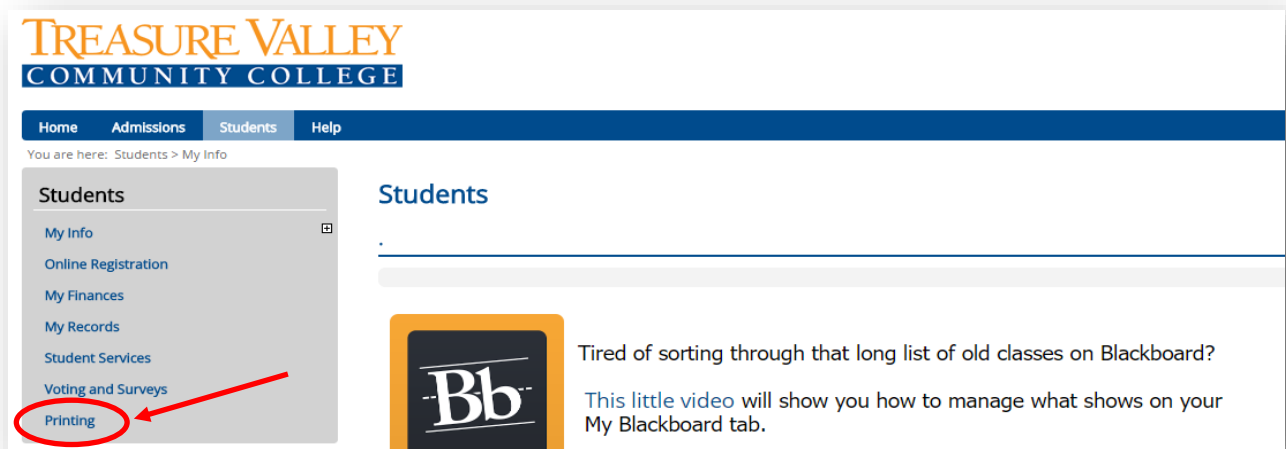 TREASURE VALLEY
COMMUNITY COLLEGE
Home Admissions Students Help
You are here: Students > My Info
Students
My Info
Online Registration
My Finances
My Records
Student Services
Voting and Surveys
Printing
Students
.
Bb
Tired of sorting through that long list of old classes on Blackboard?
This little video will show you how to manage what shows on your
My Blackboard tab.